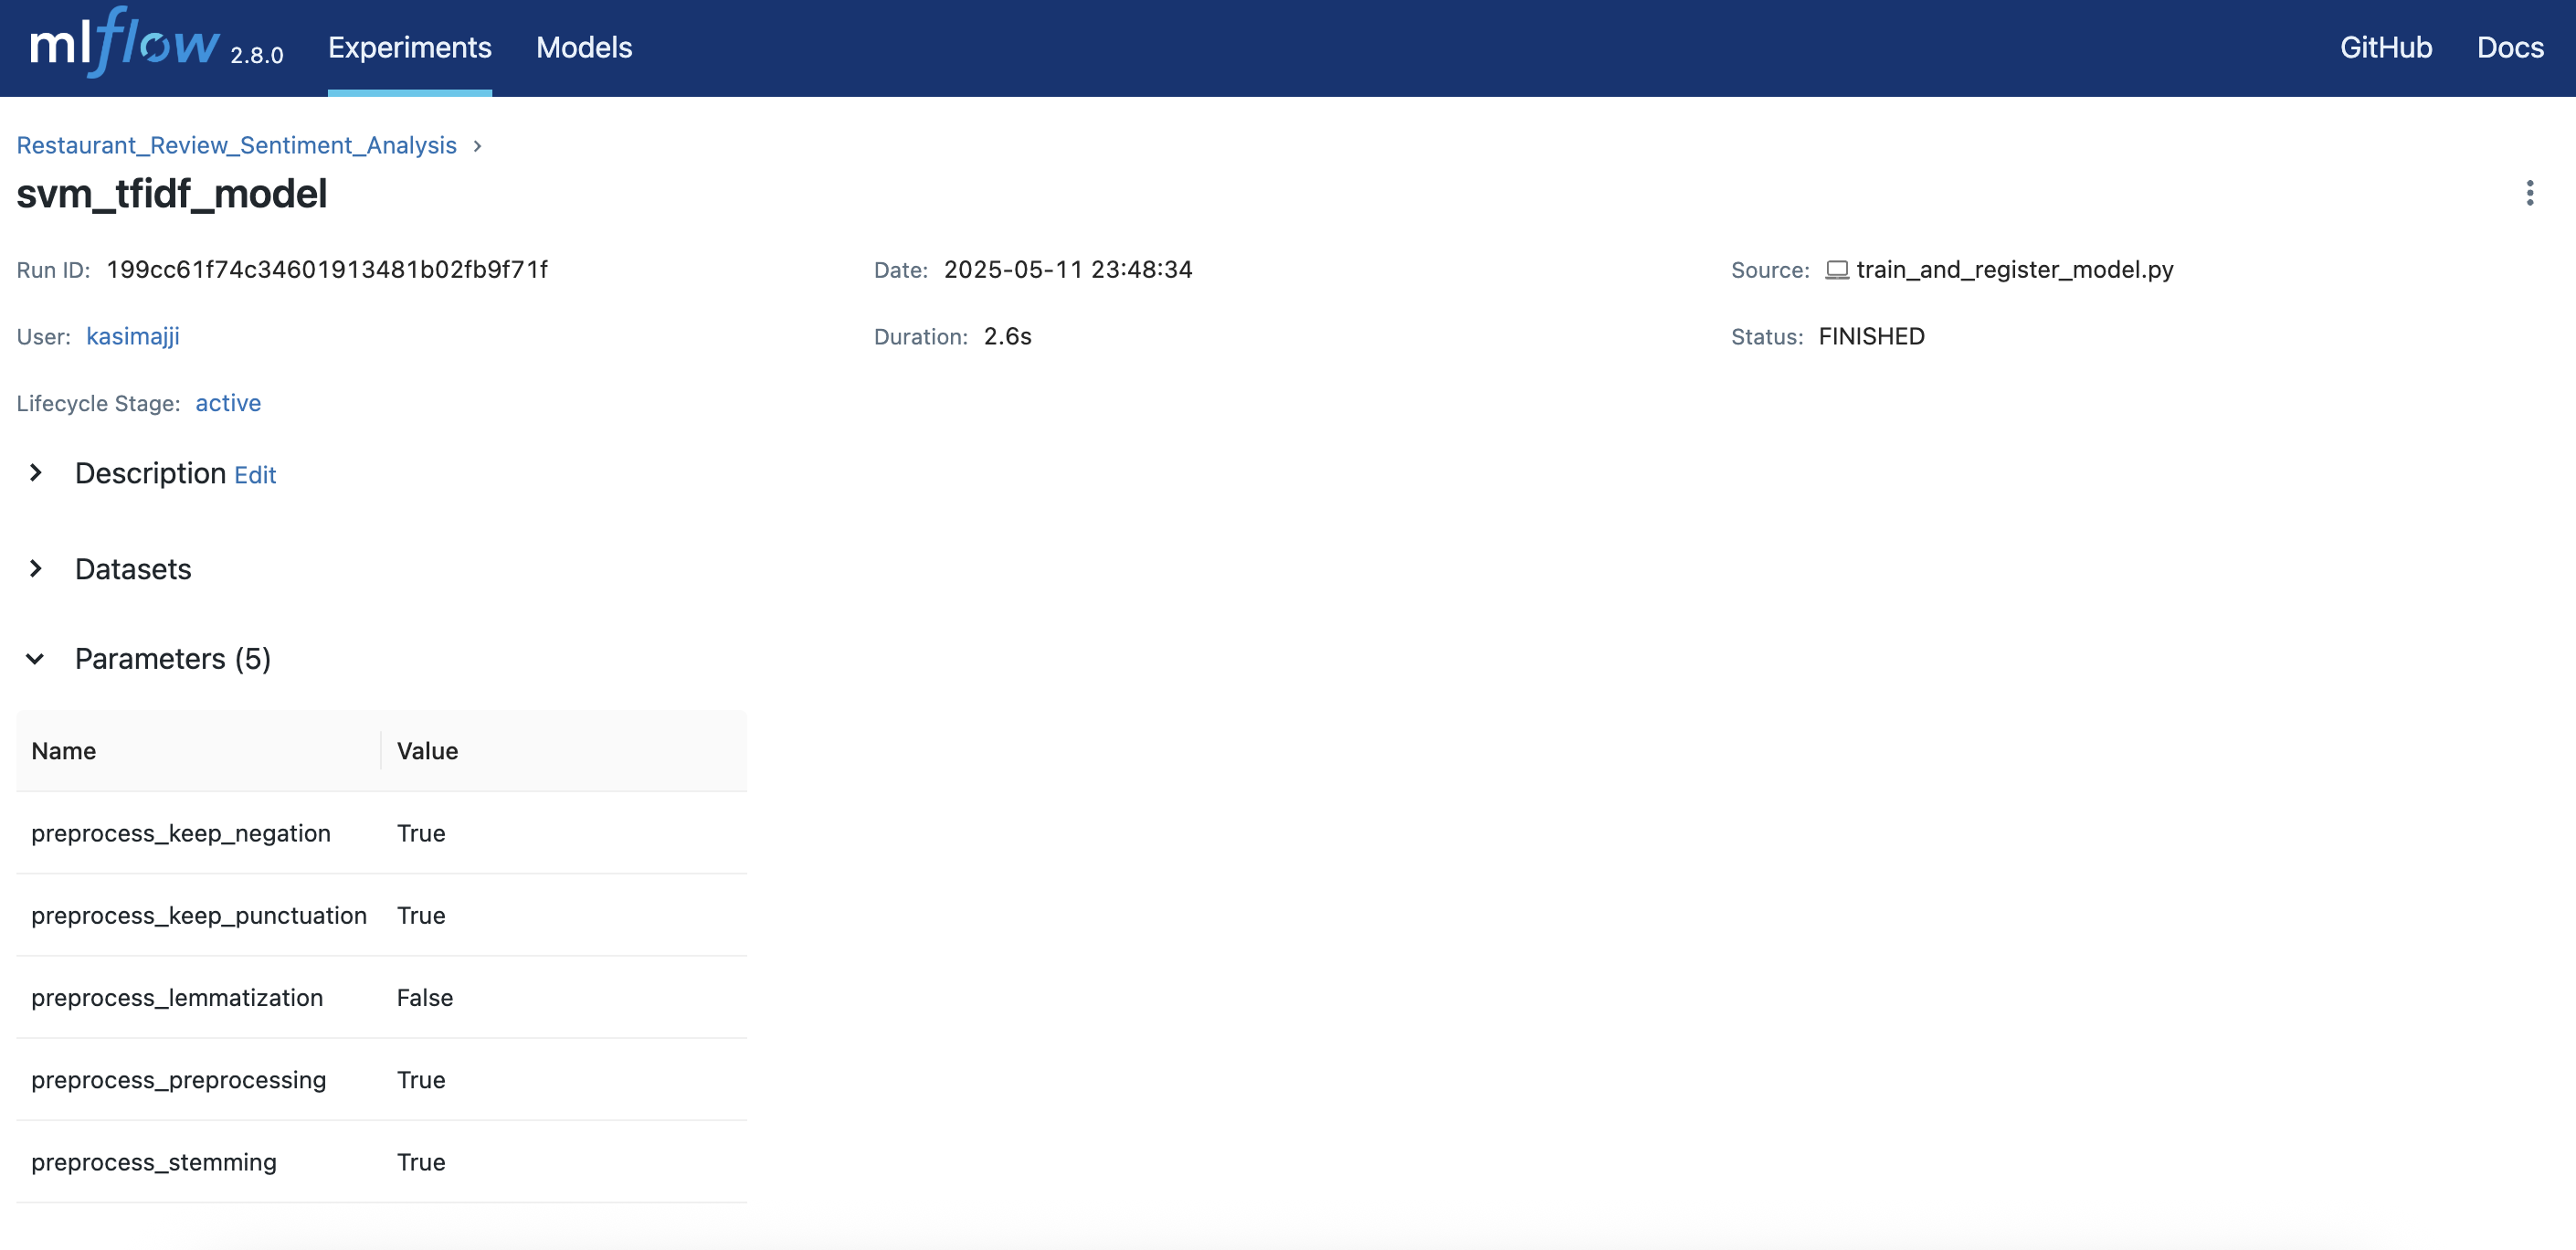 mlflow 2.8.0 Experiments Models GitHub Docs
Restaurant_Review_Sentiment_Analysis >
svm_tfidf_model
Run ID: 199cc61f74c34601913481b02fb9f71f Date: 2025-05-11 23:48:34 Source: train_and_register_model.py
User: kasimajji Duration: 2.6s Status: FINISHED
Lifecycle Stage: active
Description Edit
Datasets
Parameters (5)
Name Value
preprocess_keep_negation True
preprocess_keep_punctuation True
preprocess_lemmatization False
preprocess_preprocessing True
preprocess_stemming True